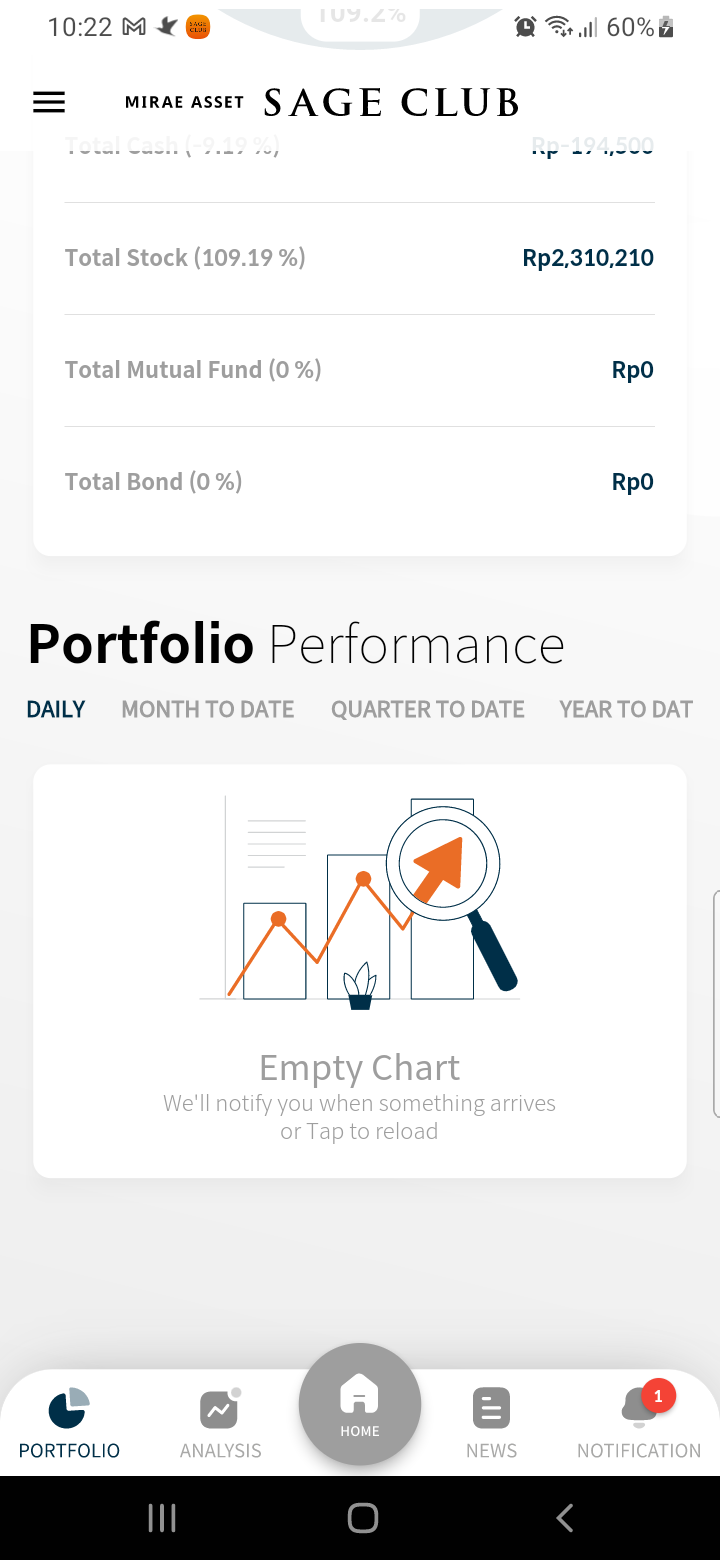 10:22 60%
109.2%
MIRAE ASSET SAGE CLUB
Total Cash (-9.19 %) Rp-194,500
Total Stock (109.19 %) Rp2,310,210
Total Mutual Fund (0 %) Rp0
Total Bond (0 %) Rp0
Portfolio Performance
DAILY MONTH TO DATE QUARTER TO DATE YEAR TO DAT
Empty Chart
We'll notify you when something arrives
or Tap to reload
1
PORTFOLIO ANALYSIS HOME NEWS NOTIFICATION